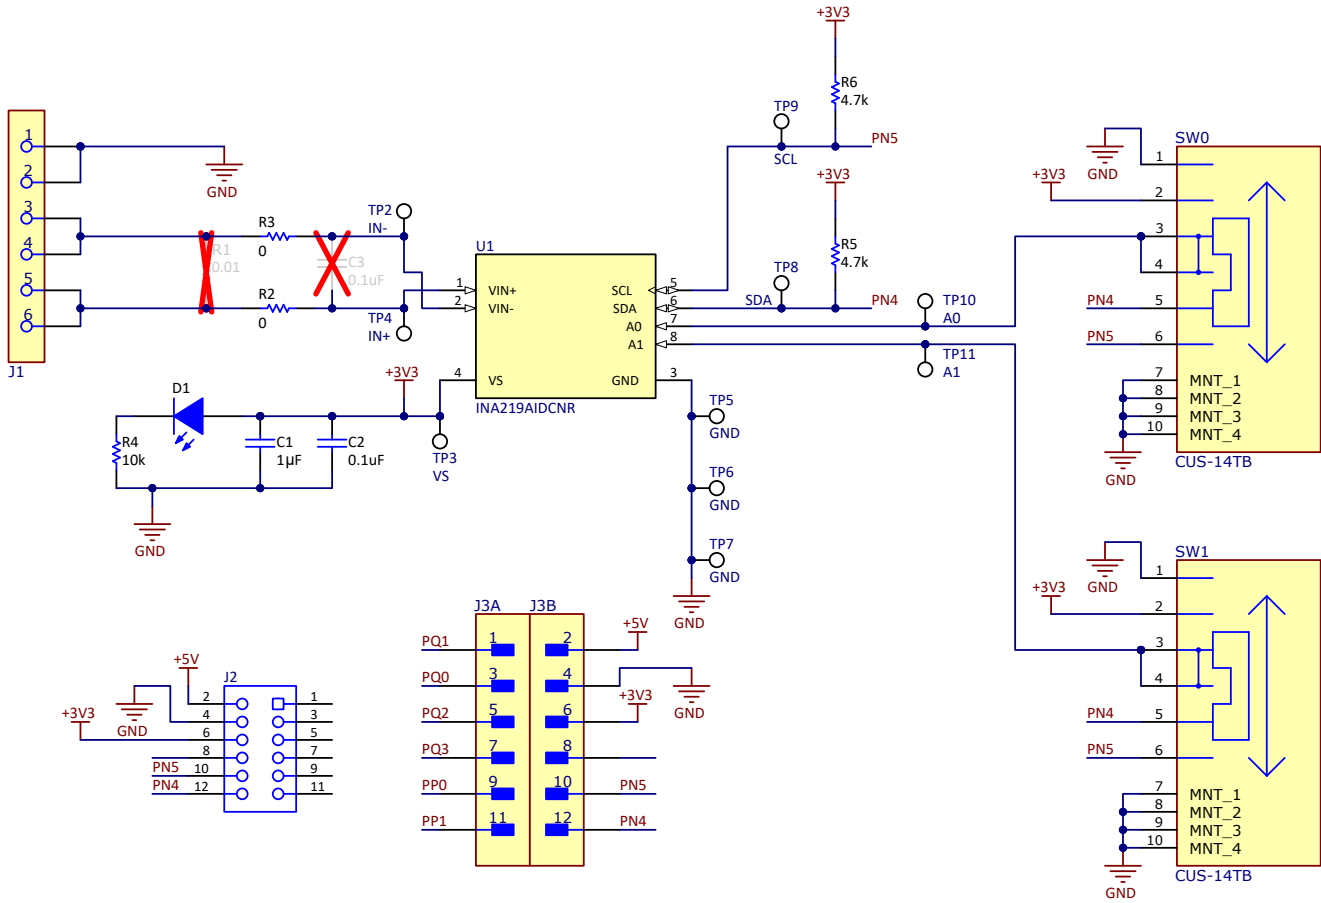 +3V3
R6
4.7k
TP9
SCL
PN5
+3V3
R5
4.7k
TP8
SDA
PN4
J1
1
2
3
4
5
6
GND
R1
0.01
R3
0
R2
0
C3
0.1uF
TP2
IN-
TP4
IN+
U1
1
VIN+
2
VIN-
4
VS
SCL
5
SDA
6
A0
7
A1
8
GND
3
INA219AIDCNR
TP10
A0
TP11
A1
+3V3
D1
R4
10k
C1
1µF
C2
0.1uF
TP3
VS
GND
TP5
GND
TP6
GND
TP7
GND
GND
SW0
GND
+3V3
1
2
3
4
PN4
5
PN5
6
7
MNT_1
8
MNT_2
9
MNT_3
10
MNT_4
GND
CUS-14TB
SW1
GND
+3V3
1
2
3
4
PN4
5
PN5
6
7
MNT_1
8
MNT_2
9
MNT_3
10
MNT_4
GND
CUS-14TB
J2
+5V
GND
+3V3
2
1
4
3
6
5
8
7
PN5
10
9
PN4
12
11
J3A
J3B
PQ1
1
2
+5V
PQ0
3
4
GND
PQ2
5
6
+3V3
PQ3
7
8
PP0
9
10
PN5
PP1
11
12
PN4